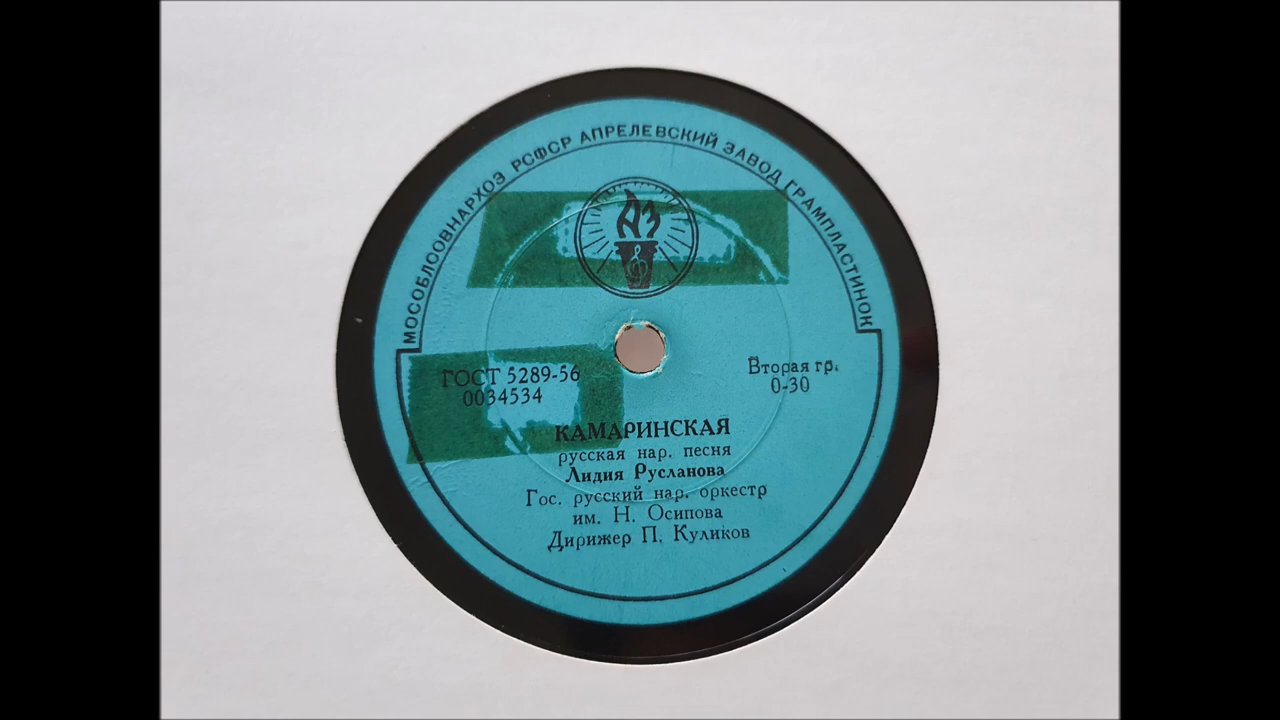 МОСОБЛСОВНАРХОЗ РСФСР АПРЕЛЕВСКИЙ ЗАВОД ГРАМПЛАСТИНОК
АЗ
ГОСТ 5289-56
0034534
Вторая гр.
0-30
КАМАРИНСКАЯ
русская нар. песня
Лидия Русланова
Гос. русский нар. оркестр
им. Н. Осипова
Дирижер П. Куликов